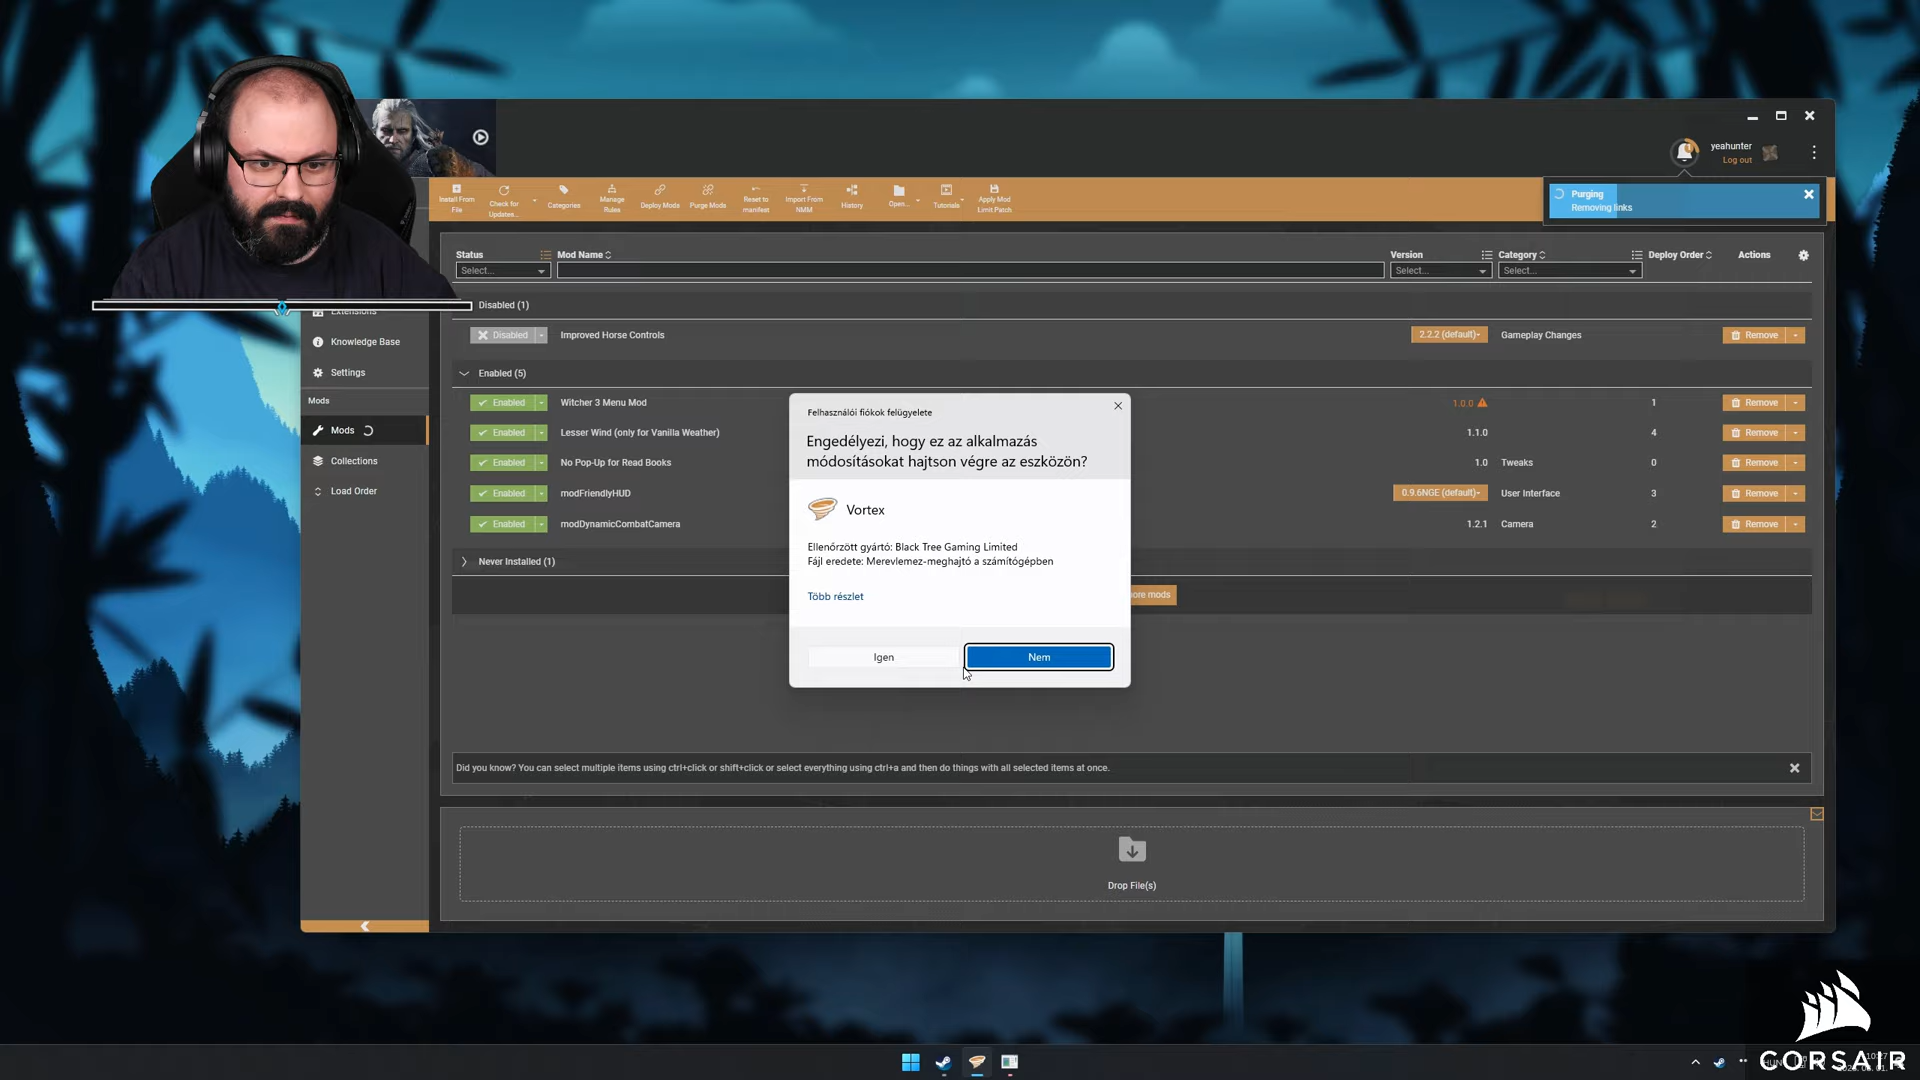 yeahunter
Log out
Purging
Removing links
Install From
File
Check for
Updates...
Categories
Manage
Rules
Deploy Mods
Purge Mods
Reset to
manifest
Import From
NMM
History
Open...
Tutorials
Apply Mod
Limit Patch
Status
Mod Name
Version
Category
Deploy Order
Actions
Select...
Select...
Select...
Disabled (1)
Disabled
Improved Horse Controls
2.2.2 (default)
Gameplay Changes
Remove
Enabled (5)
Enabled
Witcher 3 Menu Mod
1.0.0
1
Remove
Enabled
Lesser Wind (only for Vanilla Weather)
1.1.0
4
Remove
Enabled
No Pop-Up for Read Books
1.0
Tweaks
0
Remove
Enabled
modFriendlyHUD
0.9.6NGE (default)
User Interface
3
Remove
Enabled
modDynamicCombatCamera
1.2.1
Camera
2
Remove
Never Installed (1)
mods
Extensions
Knowledge Base
Settings
Mods
Mods
Collections
Load Order
Felhasználói fiókok felügyelete
Engedélyezi, hogy ez az alkalmazás
módosításokat hajtson végre az eszközön?
Vortex
Ellenőrzött gyártó: Black Tree Gaming Limited
Fájl eredete: Merevlemez-meghajtó a számítógépben
Több részlet
Igen
Nem
Did you know? You can select multiple items using ctrl+click or shift+click or select everything using ctrl+a and then do things with all selected items at once.
Drop File(s)
CORSAIR